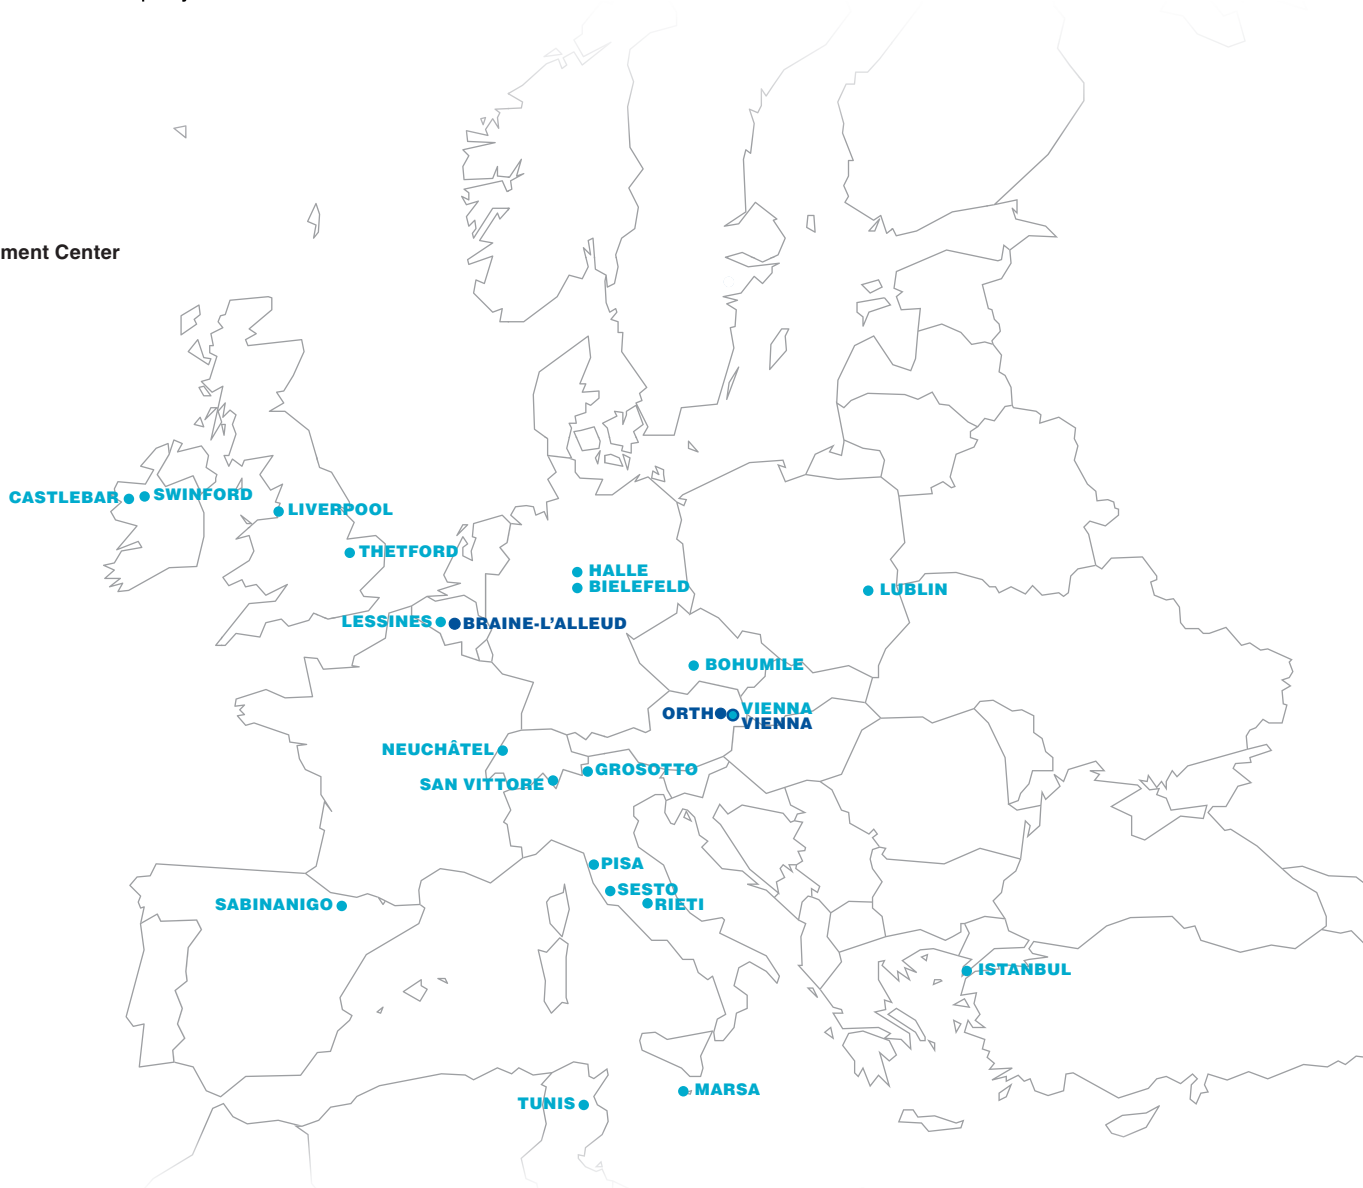 ment Center
CASTLEBAR
SWINFORD
LIVERPOOL
THETFORD
HALLE
BIELEFELD
LUBLIN
LESSINES
BRAINE-L'ALLEUD
BOHUMILE
ORTH
VIENNA
VIENNA
NEUCHÂTEL
GROSOTTO
SAN VITTORE
PISA
SESTO
RIETI
SABINANIGO
ISTANBUL
MARSA
TUNIS